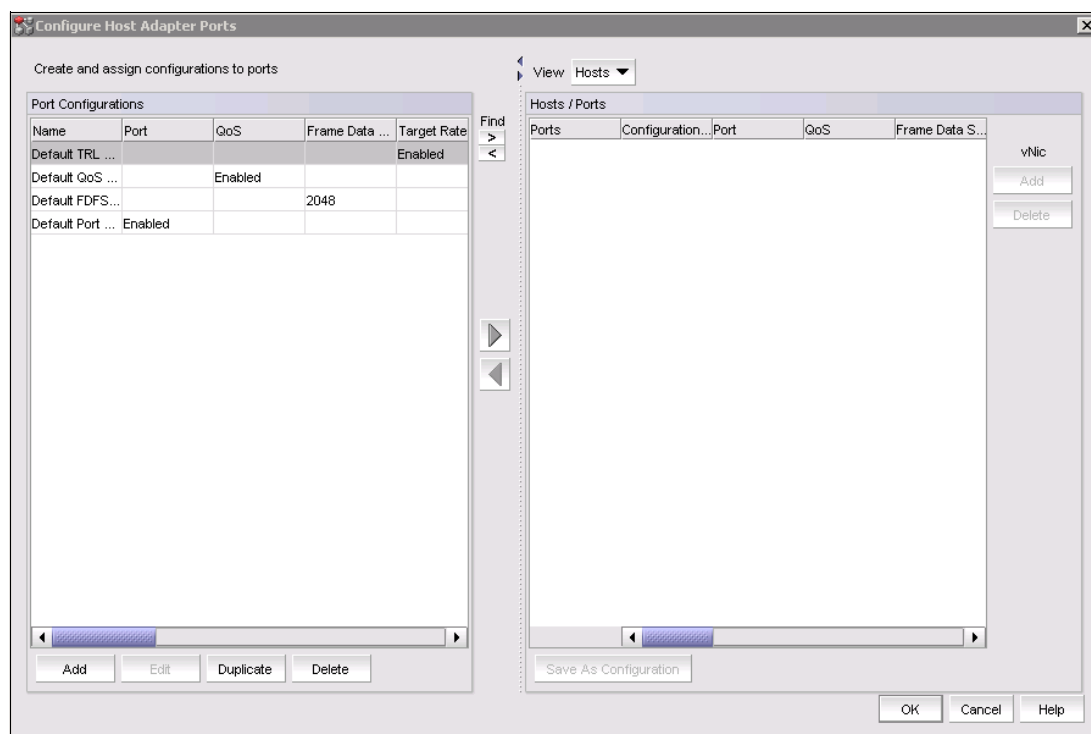 Configure Host Adapter Ports
Create and assign configurations to ports
View Hosts
Port Configurations
Name Port QoS Frame Data ... Target Rate
Default TRL ... Enabled
Default QoS ... Enabled
Default FDFS... 2048
Default Port ... Enabled
Find
>
<
Hosts / Ports
Ports Configuration... Port QoS Frame Data S...
vNic
Add
Delete
Add Edit Duplicate Delete
Save As Configuration
OK Cancel Help